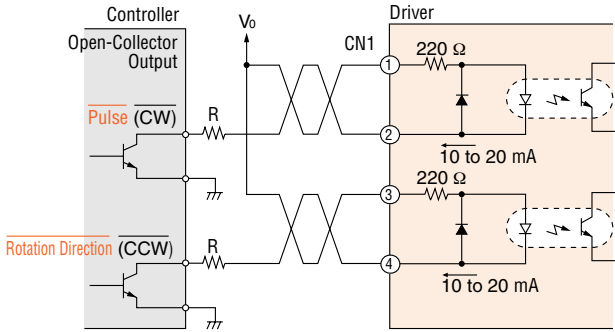 Controller
Driver
Open-Collector
Output
V0
CN1
Pulse (CW)
R
1
220 Ω
2
10 to 20 mA
3
220 Ω
Rotation Direction (CCW)
R
4
10 to 20 mA